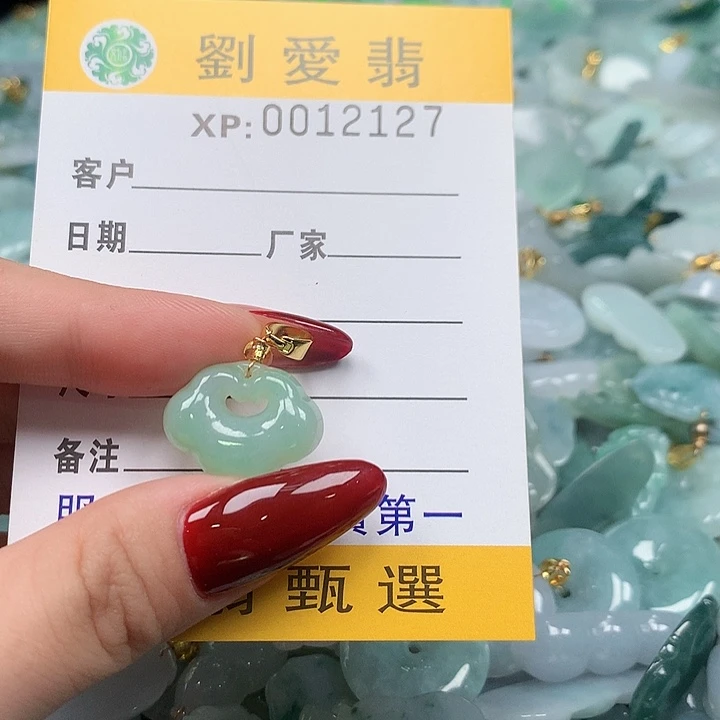 劉愛翡
XP:0012127
客户
日期 厂家
备注
第一
甄選